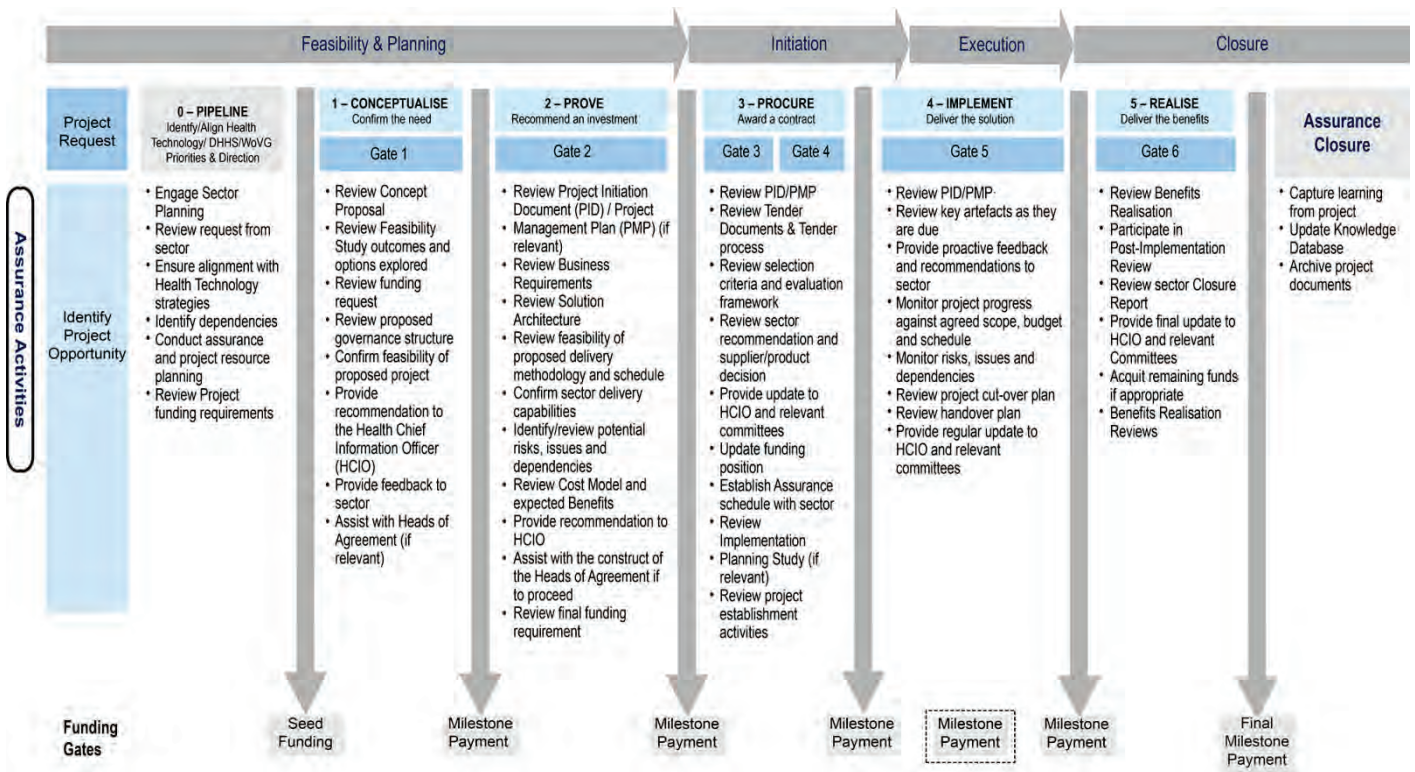 Feasibility & Planning
Initiation
Execution
Closure
Assurance Activities
Project
Request
Identify
Project
Opportunity
0 – PIPELINE
Identify/Align Health
Technology/ DHHS/WoVG
Priorities & Direction
• Engage Sector
Planning
• Review request from
sector
• Ensure alignment with
Health Technology
strategies
• Identify dependencies
• Conduct assurance
and project resource
planning
• Review Project
funding requirements
1 – CONCEPTUALISE
Confirm the need
Gate 1
• Review Concept
Proposal
• Review Feasibility
Study outcomes and
options explored
• Review funding
request
• Review proposed
governance structure
• Confirm feasibility of
proposed project
• Provide
recommendation to
the Health Chief
Information Officer
(HCIO)
• Provide feedback to
sector
• Assist with Heads of
Agreement (if
relevant)
2 – PROVE
Recommend an investment
Gate 2
• Review Project Initiation
Document (PID) / Project
• Management Plan (PMP) (if
relevant)
• Review Business
Requirements
• Review Solution
Architecture
• Review feasibility of
proposed delivery
methodology and schedule
• Confirm sector delivery
capabilities
• Identify/review potential
risks, issues and
dependencies
• Review Cost Model and
expected Benefits
• Provide recommendation to
HCIO
• Assist with the construct of
the Heads of Agreement if
to proceed
• Review final funding
requirement
3 – PROCURE
Award a contract
Gate 3
Gate 4
• Review PID/PMP
• Review Tender
Documents & Tender
process
• Review selection
criteria and evaluation
framework
• Review sector
recommendation and
supplier/product
decision
• Provide update to
HCIO and relevant
committees
• Update funding
position
• Establish Assurance
schedule with sector
• Review
Implementation
• Planning Study (if
relevant)
• Review project
establishment
activities
4 – IMPLEMENT
Deliver the solution
Gate 5
• Review PID/PMP·
• Review key artefacts as they
are due
• Provide proactive feedback
and recommendations to
sector
• Monitor project progress
against agreed scope, budget
and schedule
• Monitor risks, issues and
dependencies
• Review project cut-over plan
• Review handover plan
• Provide regular update to
HCIO and relevant
committees
5 – REALISE
Deliver the benefits
Gate 6
• Review Benefits
Realisation
• Participate in
Post-Implementation
Review
• Review sector Closure
Report
• Provide final update to
HCIO and relevant
Committees
• Acquit remaining funds
if appropriate
• Benefits Realisation
Reviews
Assurance
Closure
• Capture learning
from project
• Update Knowledge
Database
• Archive project
documents
Funding
Gates
Seed
Funding
Milestone
Payment
Milestone
Payment
Milestone
Payment
Milestone
Payment
Milestone
Payment
Final
Milestone
Payment